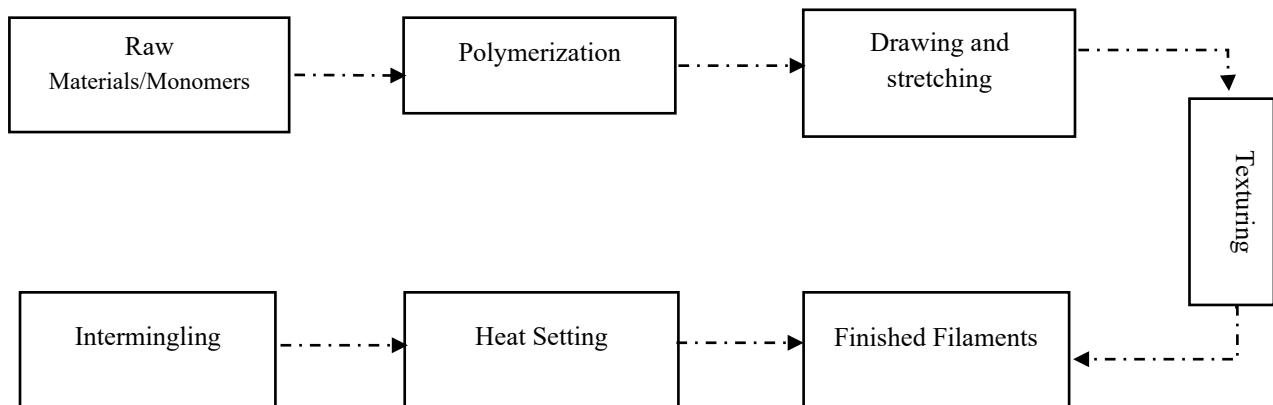 Raw
Materials/Monomers
Polymerization
Drawing and
stretching
Texturing
Intermingling
Heat Setting
Finished Filaments